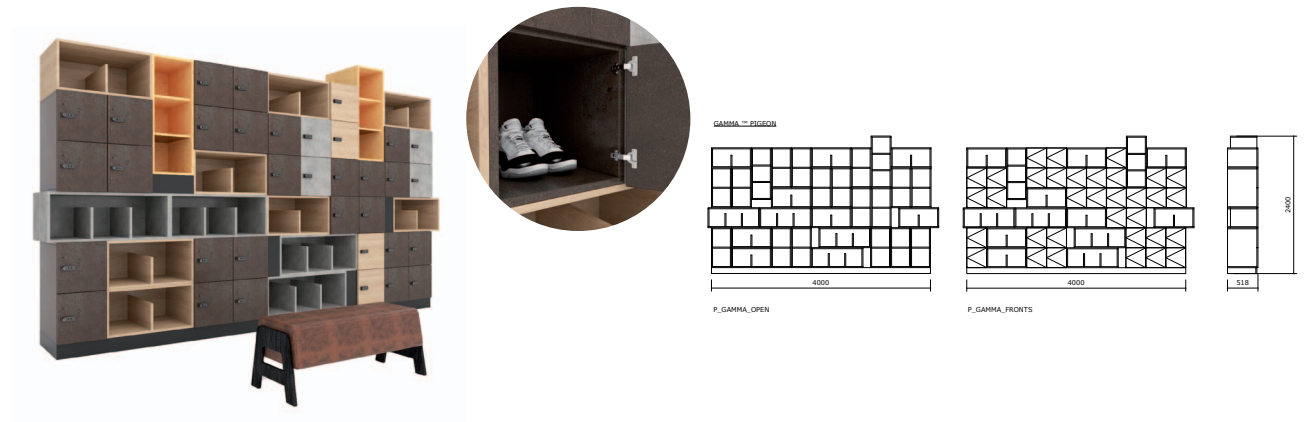 GAMMA ™ PIGEON
2400
4000
4000
518
P_GAMMA_OPEN
P_GAMMA_FRONTS